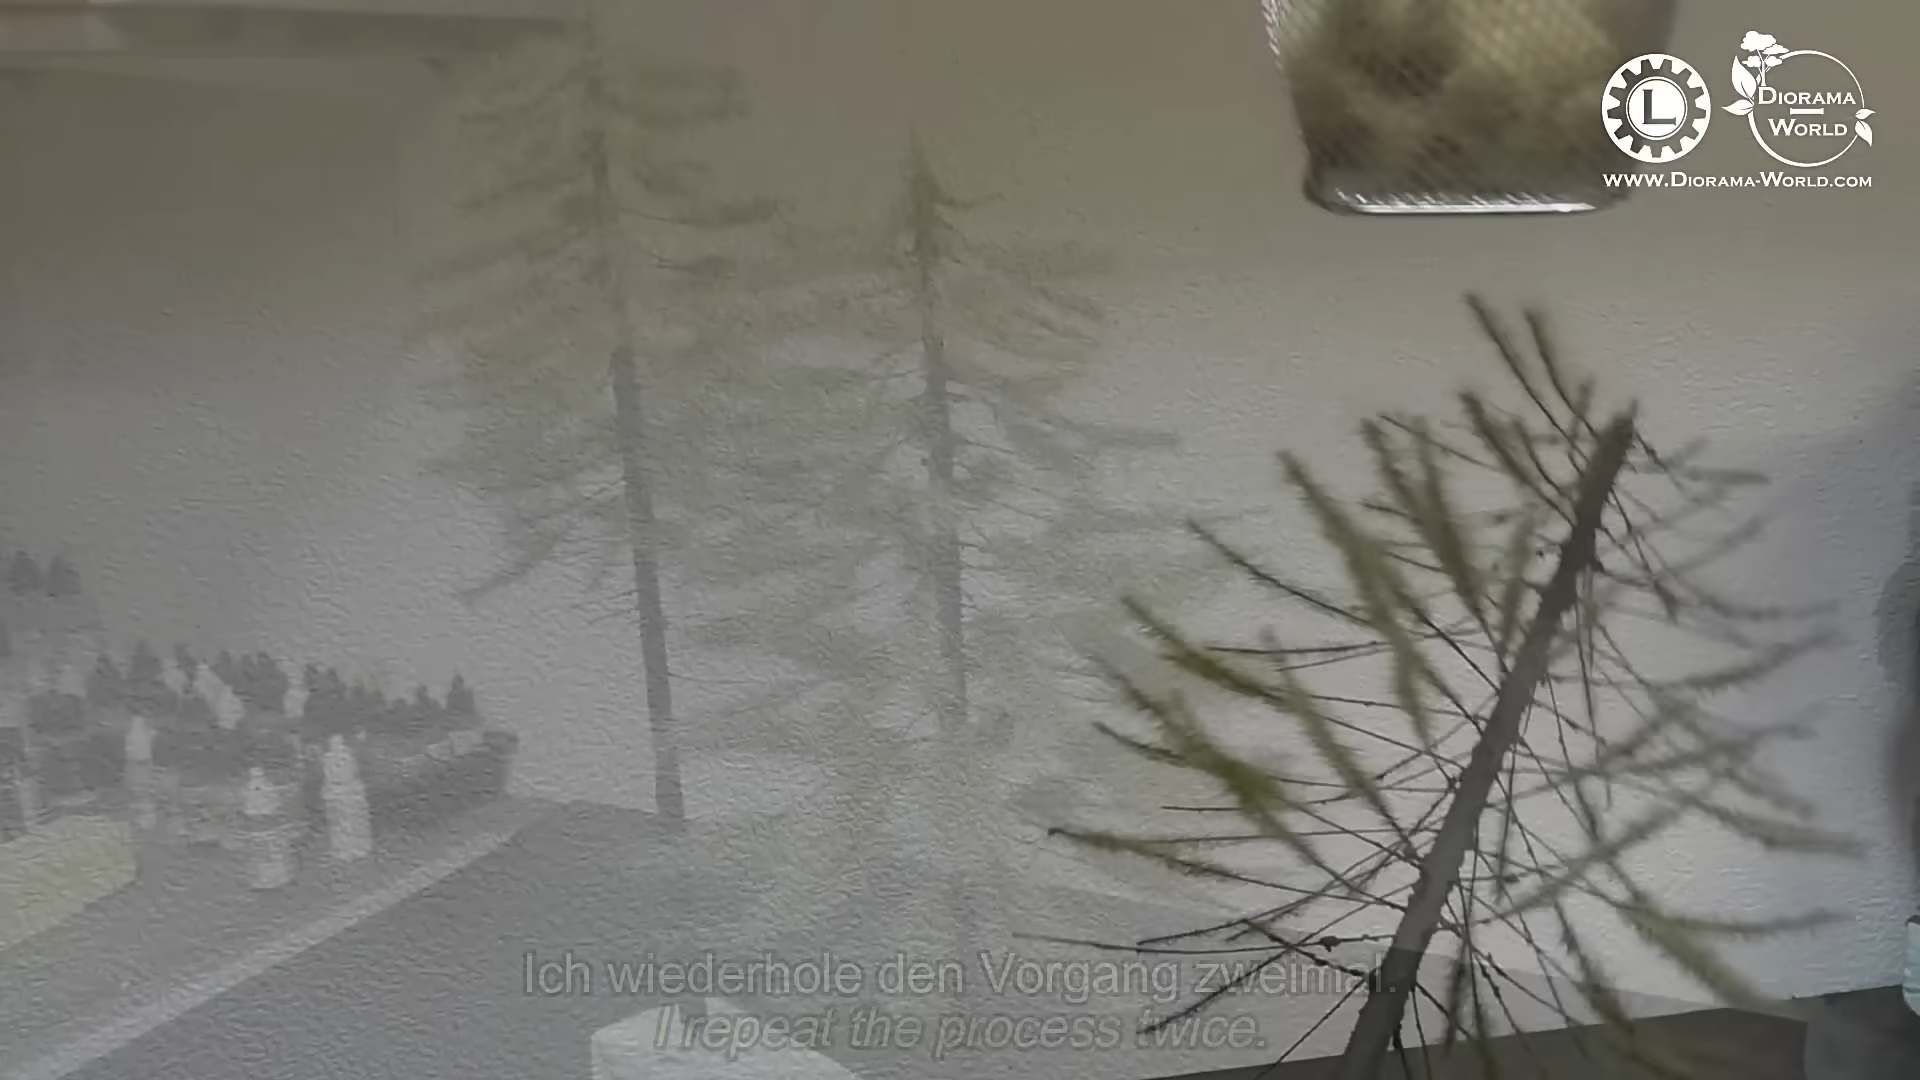 L
DIORAMA
WORLD
WWW.DIORAMA-WORLD.COM
Ich wiederhole den Vorgang zweimal.
I repeat the process twice.